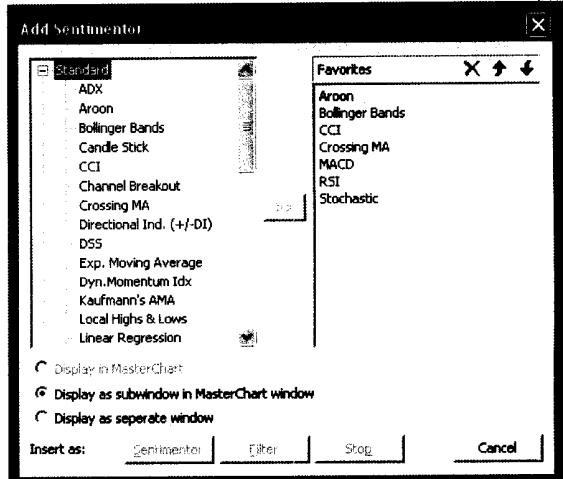 Add Sentimentor
Standard
ADX
Aroon
Bollinger Bands
Candle Stick
CCI
Channel Breakout
Crossing MA
Directional Ind. (+/-DI)
DSS
Exp. Moving Average
Dyn.Momentum Idx
Kaufmann's AMA
Local Highs & Lows
Linear Regression
>>
Favorites
Aroon
Bollinger Bands
CCI
Crossing MA
MACD
RSI
Stochastic
Display in MasterChart
Display as subwindow in MasterChart window
Display as seperate window
Insert as: Sentimentor Filter Stop Cancel